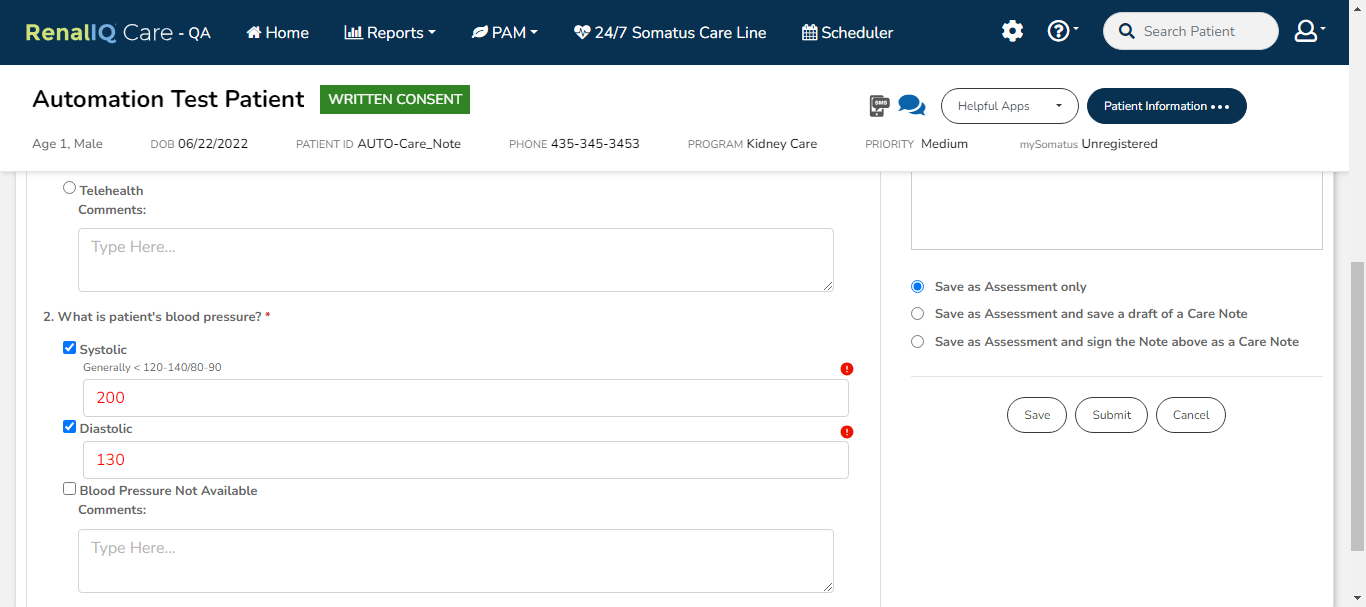 RenalIQ Care - QA Home Reports PAM 24/7 Somatus Care Line Scheduler Search Patient
Automation Test Patient WRITTEN CONSENT
SMS Helpful Apps Patient Information
Age 1, Male DOB 06/22/2022 PATIENT ID AUTO-Care_Note PHONE 435-345-3453 PROGRAM Kidney Care PRIORITY Medium mySomatus Unregistered
Telehealth
Comments:
Type Here...
2. What is patient's blood pressure? *
Systolic
Generally < 120-140/80-90
200
Diastolic
130
Blood Pressure Not Available
Comments:
Type Here...
Save as Assessment only
Save as Assessment and save a draft of a Care Note
Save as Assessment and sign the Note above as a Care Note
Save Submit Cancel